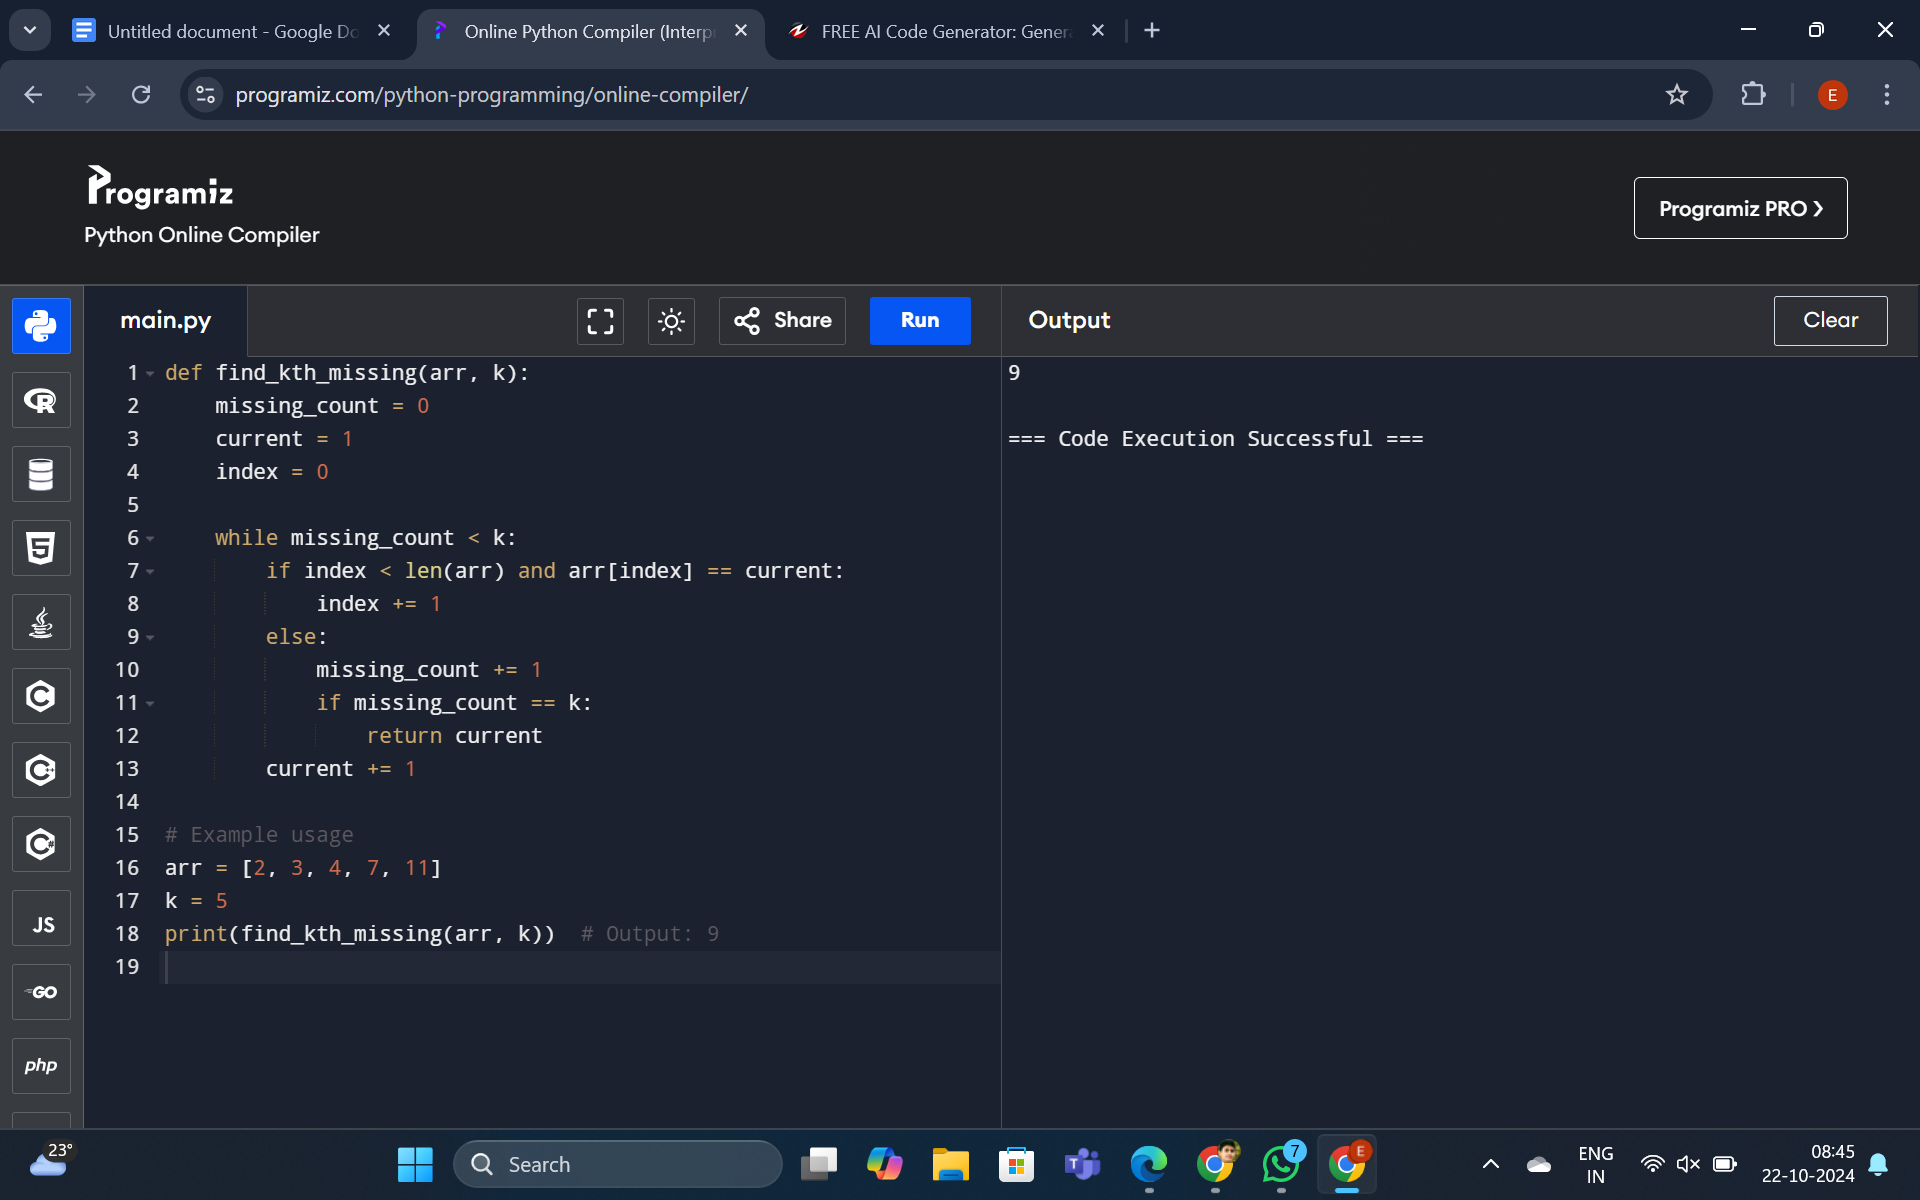 Untitled document - Google Do
Online Python Compiler (Interp
FREE AI Code Generator: Genera
programiz.com/python-programming/online-compiler/
E
Programiz
Python Online Compiler
Programiz PRO ❯
main.py
Share
Run
Output
Clear
1 def find_kth_missing(arr, k):
2     missing_count = 0
3     current = 1
4     index = 0
5
6     while missing_count < k:
7         if index < len(arr) and arr[index] == current:
8             index += 1
9         else:
10             missing_count += 1
11             if missing_count == k:
12                 return current
13         current += 1
14
15 # Example usage
16 arr = [2, 3, 4, 7, 11]
17 k = 5
18 print(find_kth_missing(arr, k))  # Output: 9
19
9
=== Code Execution Successful ===
R
5
C
C++
C#
JS
GO
php
23°
Search
T
7
E
ENG
IN
08:45
22-10-2024